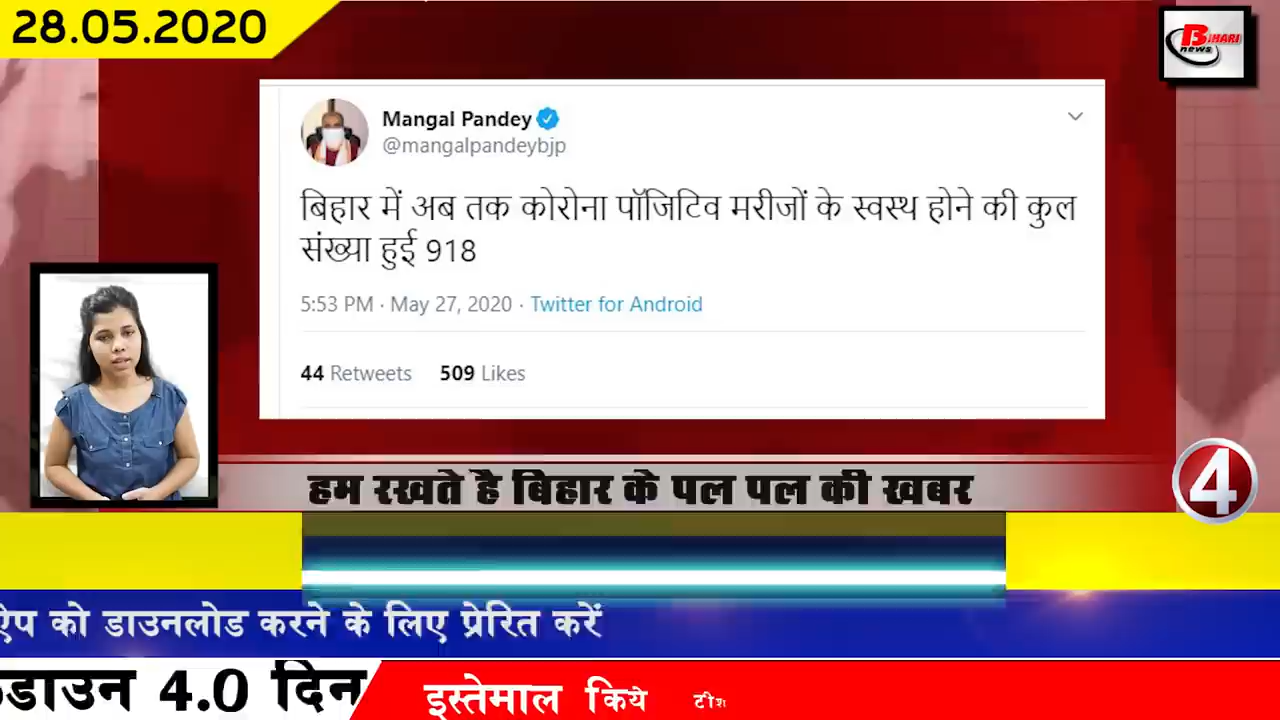 28.05.2020
BIHARI
news
Mangal Pandey
@mangalpandeybjp
बिहार में अब तक कोरोना पॉजिटिव मरीजों के स्वस्थ होने की कुल
संख्या हुई 918
5:53 PM · May 27, 2020 · Twitter for Android
44 Retweets 509 Likes
हम रखते है बिहार के पल पल की खबर
4
ऐप को डाउनलोड करने के लिए प्रेरित करें
डाउन 4.0 दिन
इस्तेमाल किये